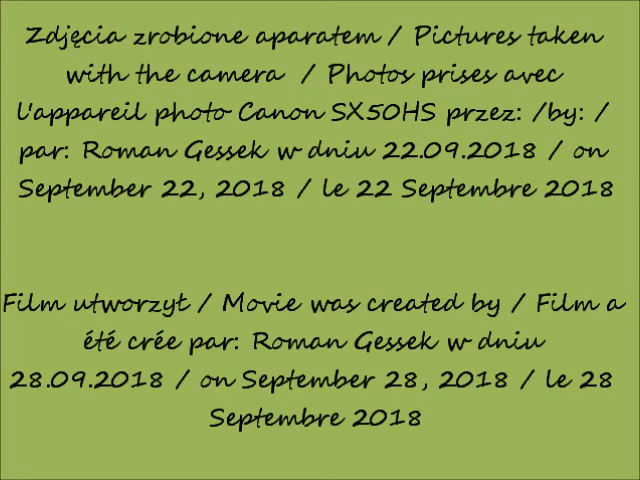 Zdjęcia zrobione aparatem / Pictures taken
with the camera / Photos prises avec
l'appareil photo Canon SX50HS przez: /by: /
par: Roman Gessek w dniu 22.09.2018 / on
September 22, 2018 / le 22 Septembre 2018
Film utworzył / Movie was created by / Film a
été crée par: Roman Gessek w dniu
28.09.2018 / on September 28, 2018 / le 28
Septembre 2018